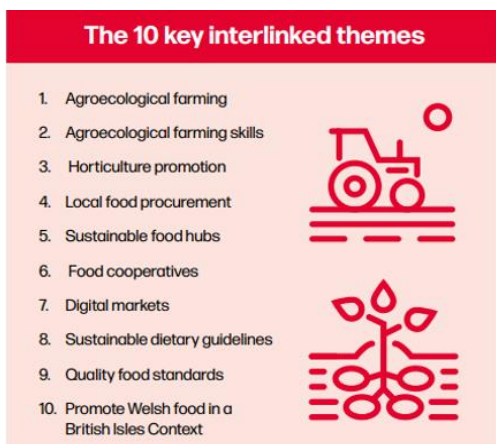 The 10 key interlinked themes
1. Agroecological farming
2. Agroecological farming skills
3. Horticulture promotion
4. Local food procurement
5. Sustainable food hubs
6. Food cooperatives
7. Digital markets
8. Sustainable dietary guidelines
9. Quality food standards
10. Promote Welsh food in a
British Isles Context